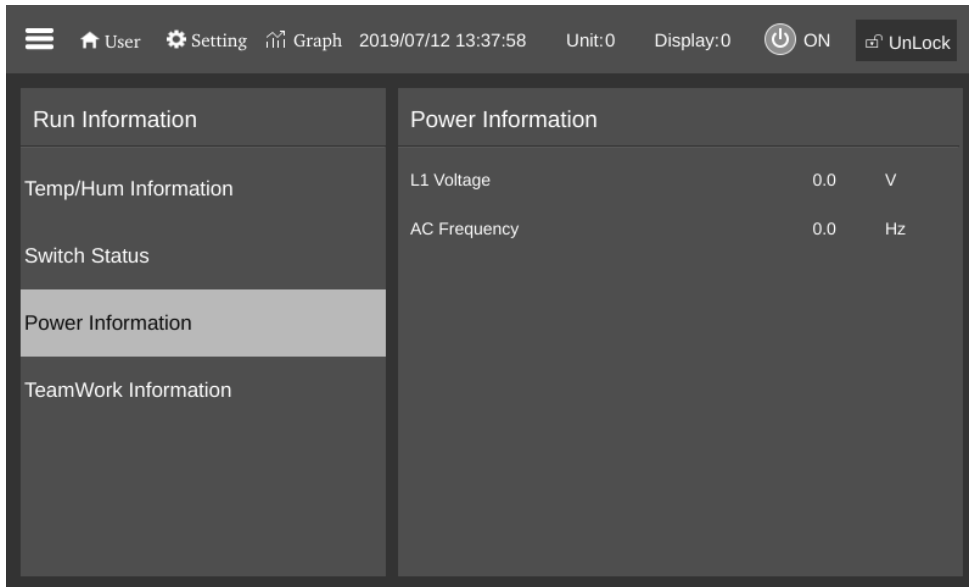 User Setting Graph 2019/07/12 13:37:58 Unit:0 Display:0 ON UnLock
Run Information
Temp/Hum Information
Switch Status
Power Information
TeamWork Information
Power Information
L1 Voltage 0.0 V
AC Frequency 0.0 Hz